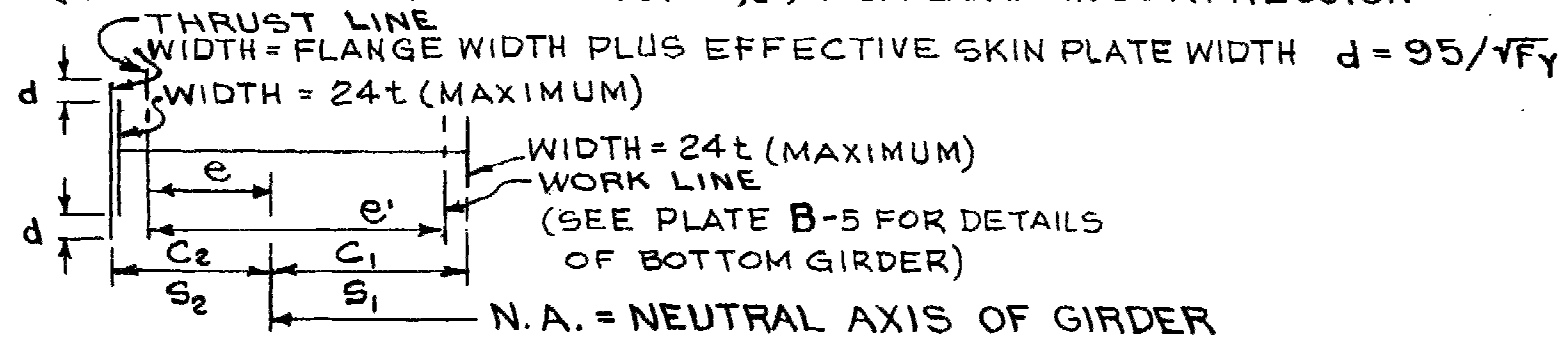 THRUST LINE
WIDTH = FLANGE WIDTH PLUS EFFECTIVE SKIN PLATE WIDTH d = 95/√FY
d
WIDTH = 24t (MAXIMUM)
WIDTH = 24t (MAXIMUM)
e
WORK LINE
e'
(SEE PLATE B-5 FOR DETAILS
d
OF BOTTOM GIRDER)
C2 C1
S2 S1
N.A. = NEUTRAL AXIS OF GIRDER